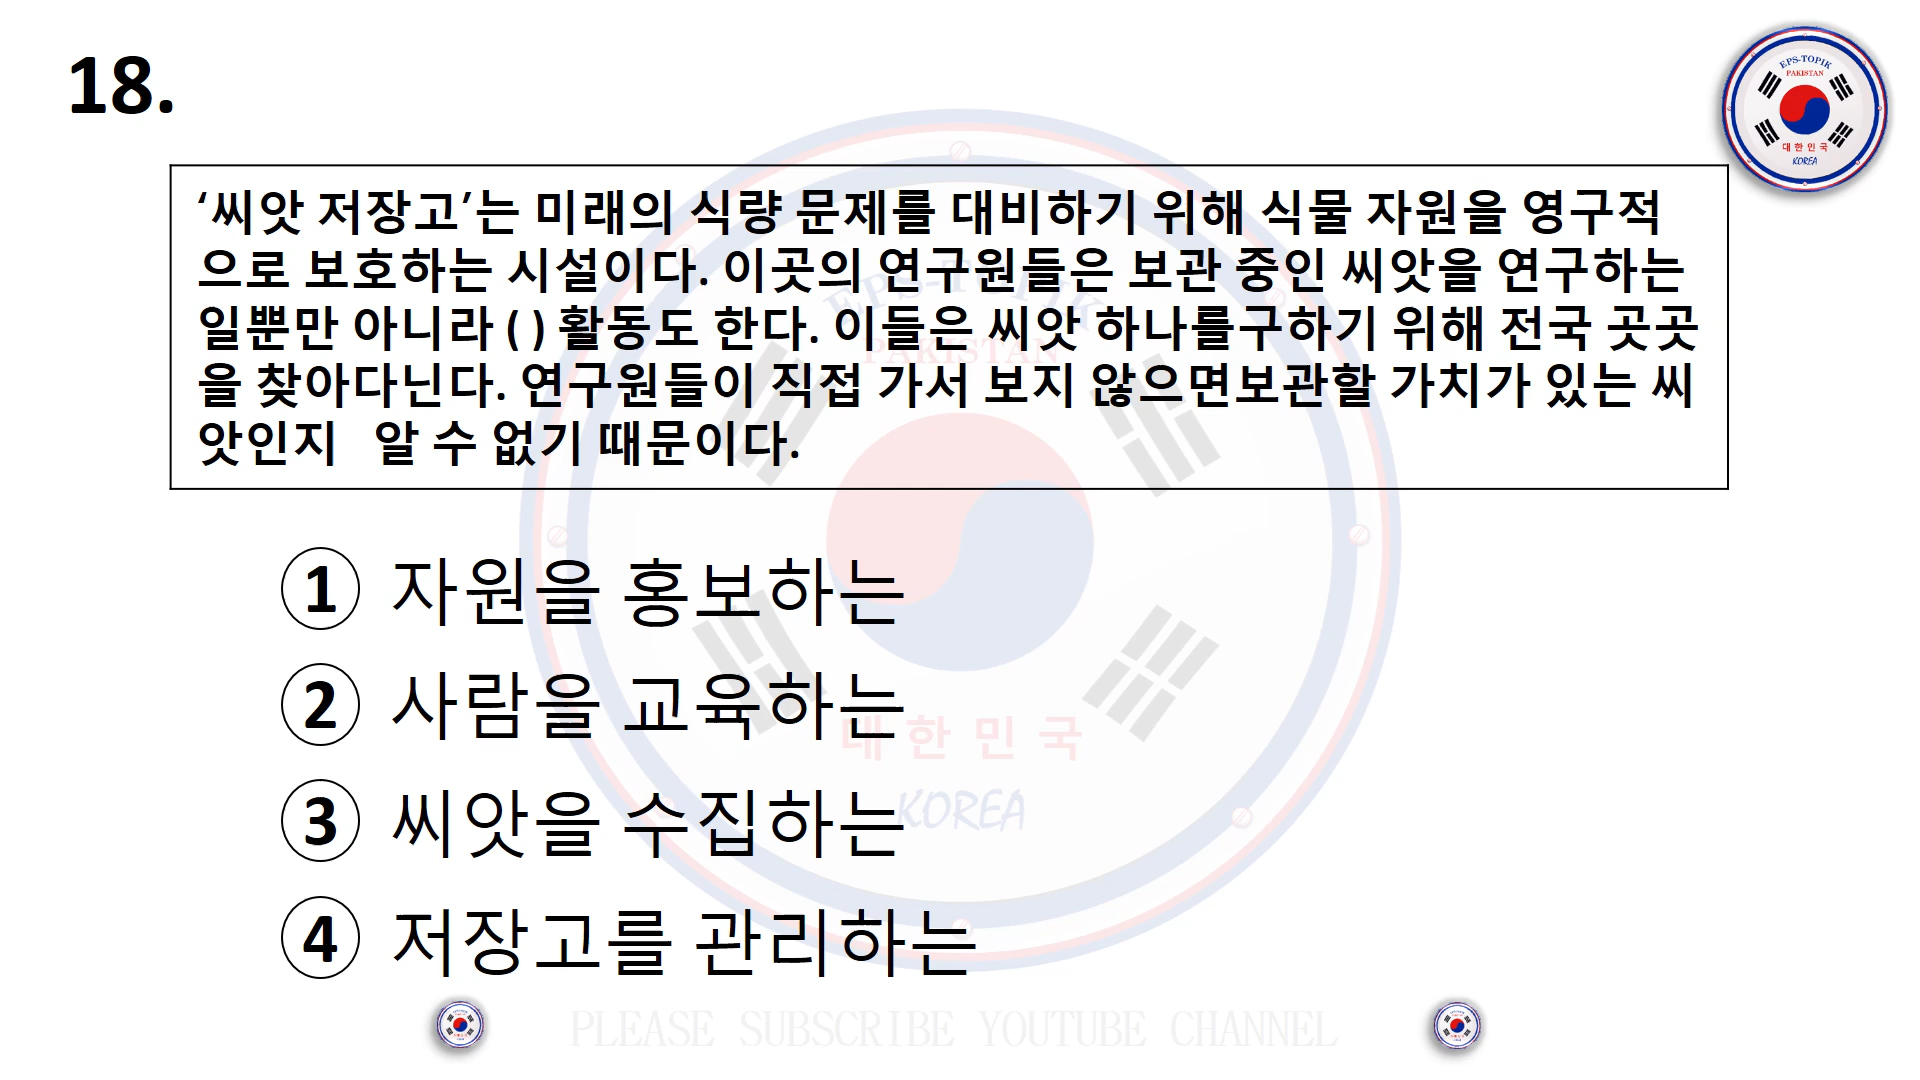 18.
EPS-TOPIK
PAKISTAN
대한민국
KOREA
‘씨앗 저장고’는 미래의 식량 문제를 대비하기 위해 식물 자원을 영구적
으로 보호하는 시설이다. 이곳의 연구원들은 보관 중인 씨앗을 연구하는
일뿐만 아니라 ( ) 활동도 한다. 이들은 씨앗 하나를구하기 위해 전국 곳곳
을 찾아다닌다. 연구원들이 직접 가서 보지 않으면보관할 가치가 있는 씨
앗인지 알 수 없기 때문이다.
EPS-TOPIK
PAKISTAN
① 자원을 홍보하는
② 사람을 교육하는
대한민국
③ 씨앗을 수집하는
KOREA
④ 저장고를 관리하는
PLEASE SUBSCRIBE YOUTUBE CHANNEL